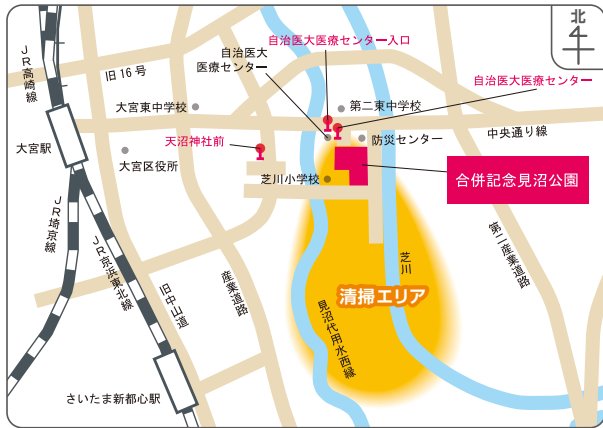 北
JR高崎線
旧16号
自治医大
医療センター
自治医大医療センター入口
自治医大医療センター
大宮東中学校
第二東中学校
中央通り線
大宮駅
天沼神社前
防災センター
大宮区役所
芝川小学校
合併記念見沼公園
JR埼京線
JR京浜東北線
旧中山道
産業道路
芝川
第二産業道路
清掃エリア
見沼代用水西縁
さいたま新都心駅